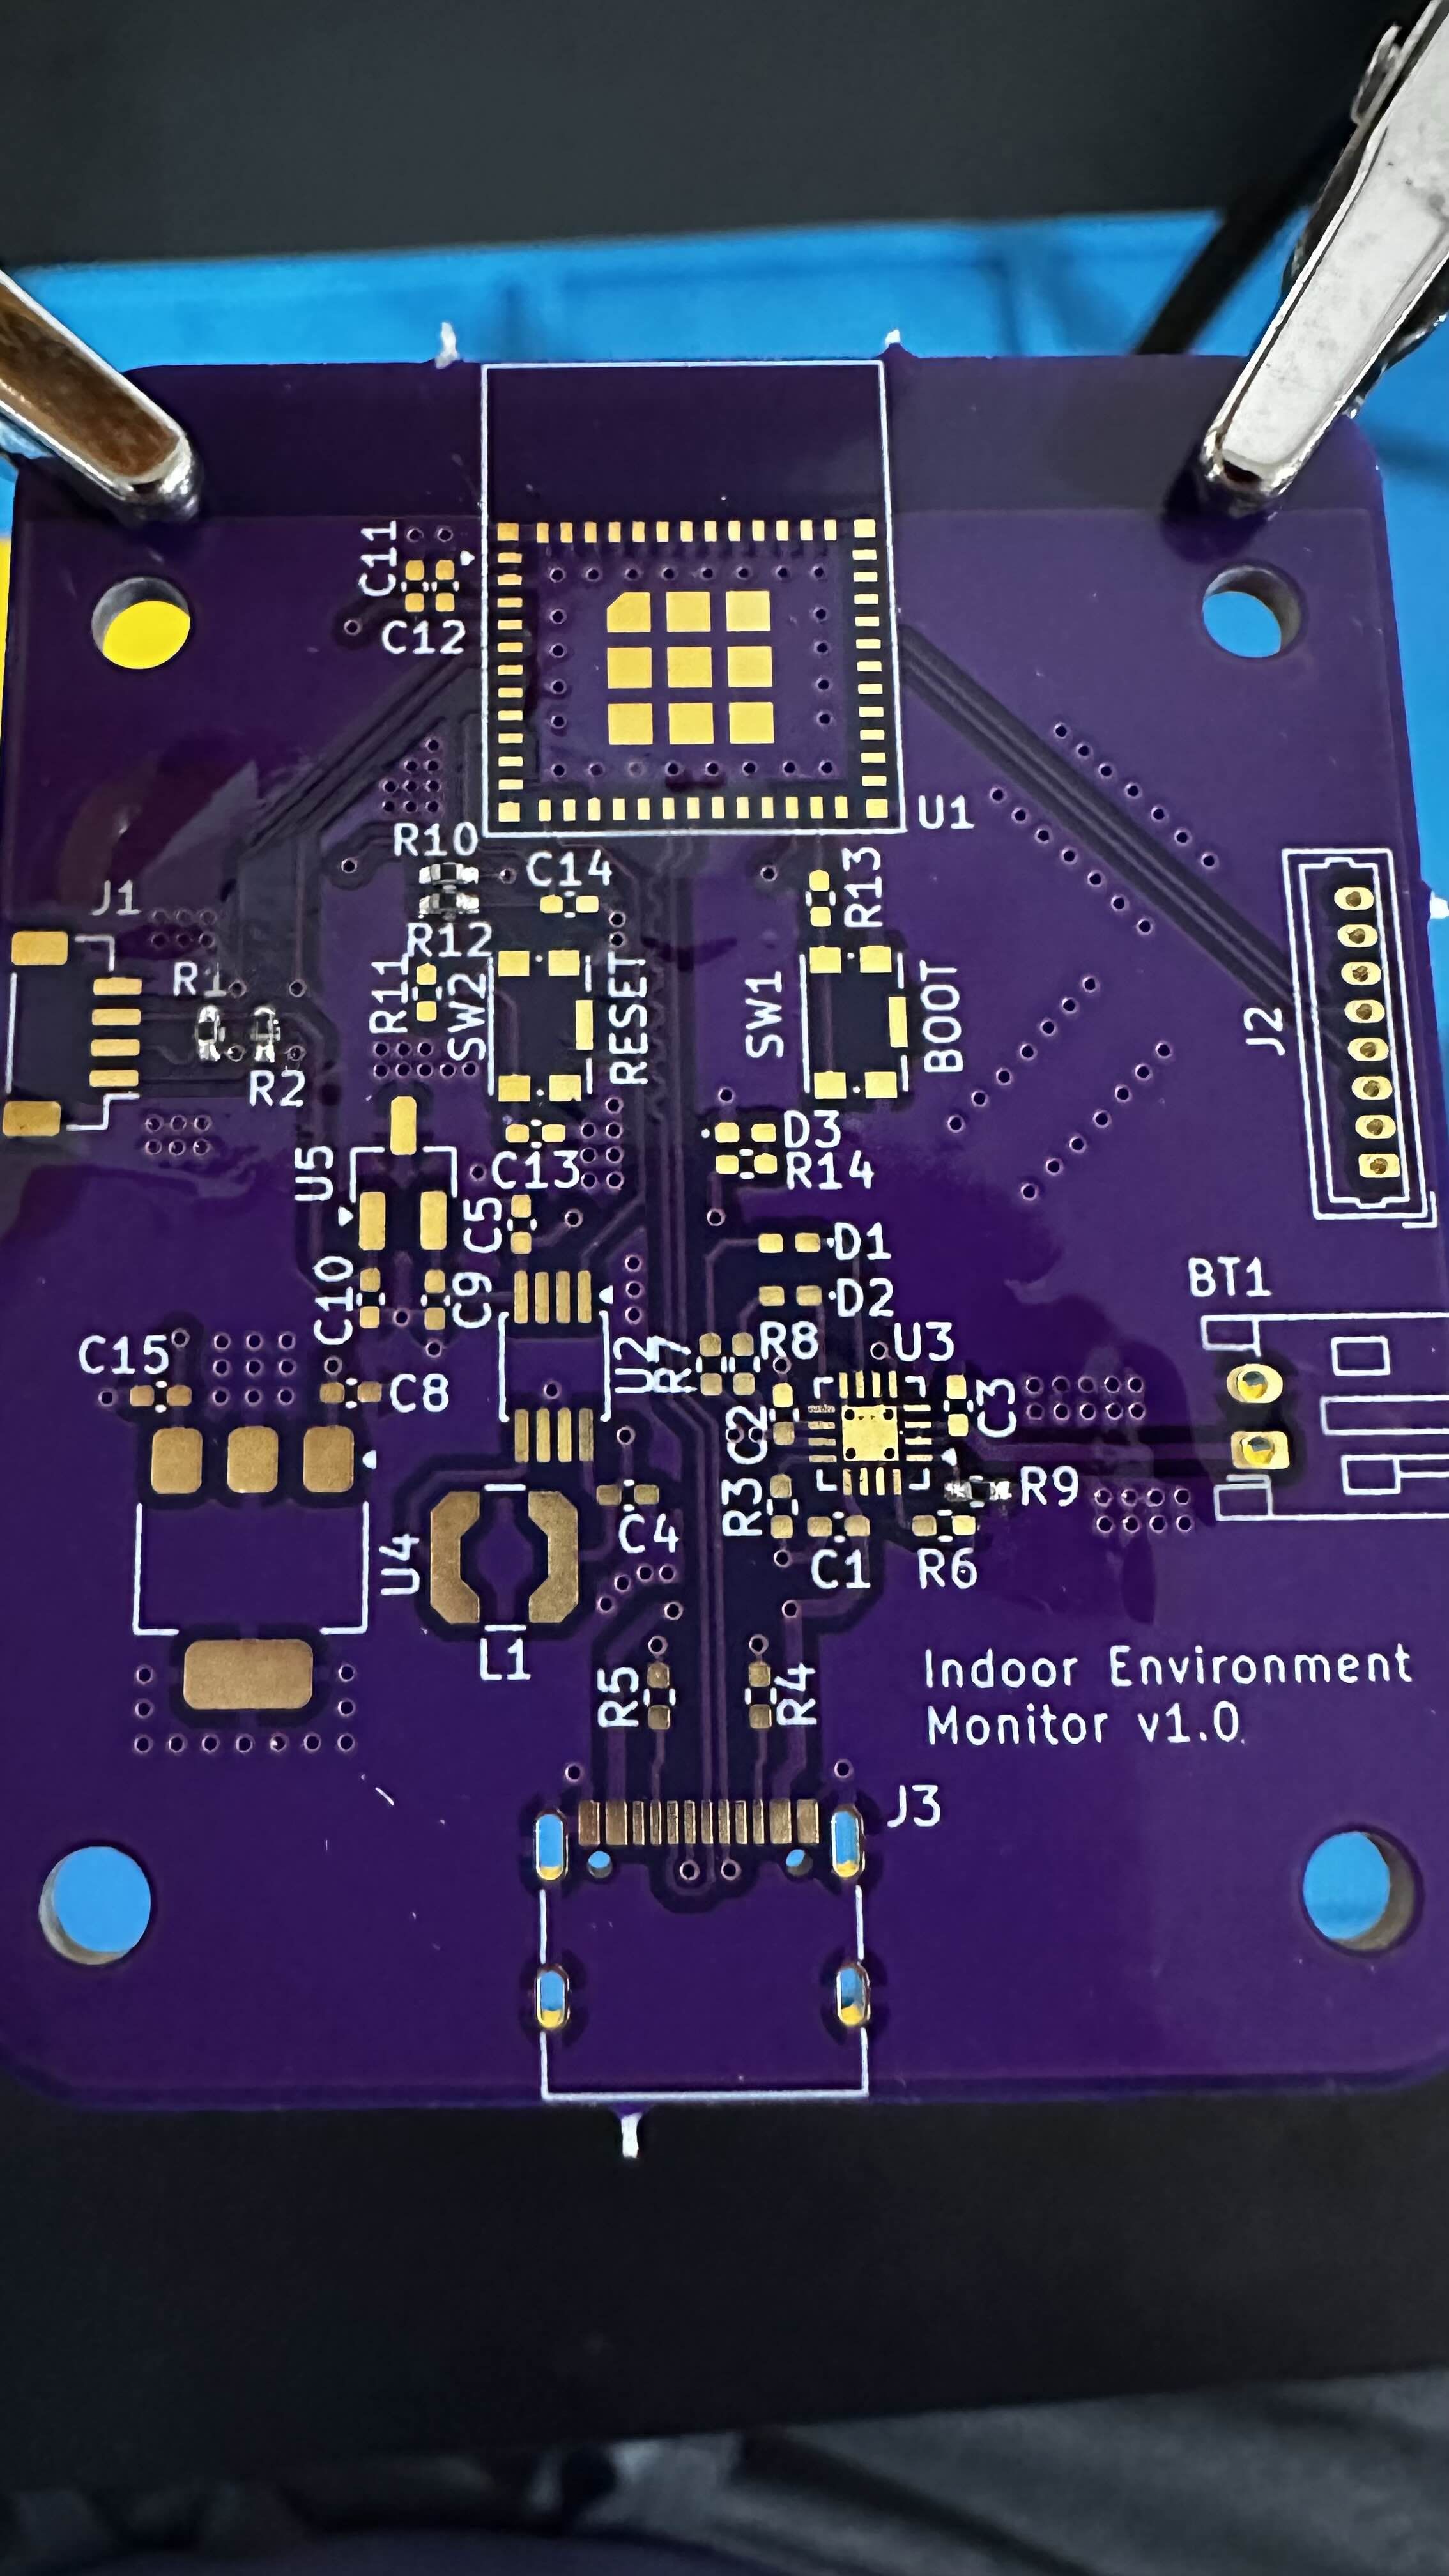 C11
C12
U1
R10
C14
R13
J1
R12
R1
R11
SW2
RESET
SW1
BOOT
J2
R2
D3
C13
R14
U5
C5
D1
BT1
C10
C9
D2
C15
U2
R7
R8
U3
C8
C2
C3
R3
R9
C4
U4
C1
R6
L1
Indoor Environment
Monitor v1.0
R5
R4
J3